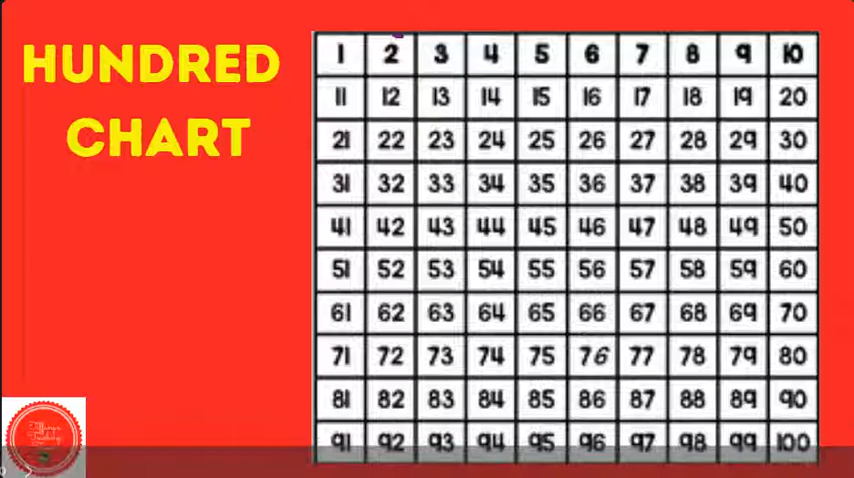 HUNDRED
CHART
1 2 3 4 5 6 7 8 9 10
11 12 13 14 15 16 17 18 19 20
21 22 23 24 25 26 27 28 29 30
31 32 33 34 35 36 37 38 39 40
41 42 43 44 45 46 47 48 49 50
51 52 53 54 55 56 57 58 59 60
61 62 63 64 65 66 67 68 69 70
71 72 73 74 75 76 77 78 79 80
81 82 83 84 85 86 87 88 89 90
91 92 93 94 95 96 97 98 99 100